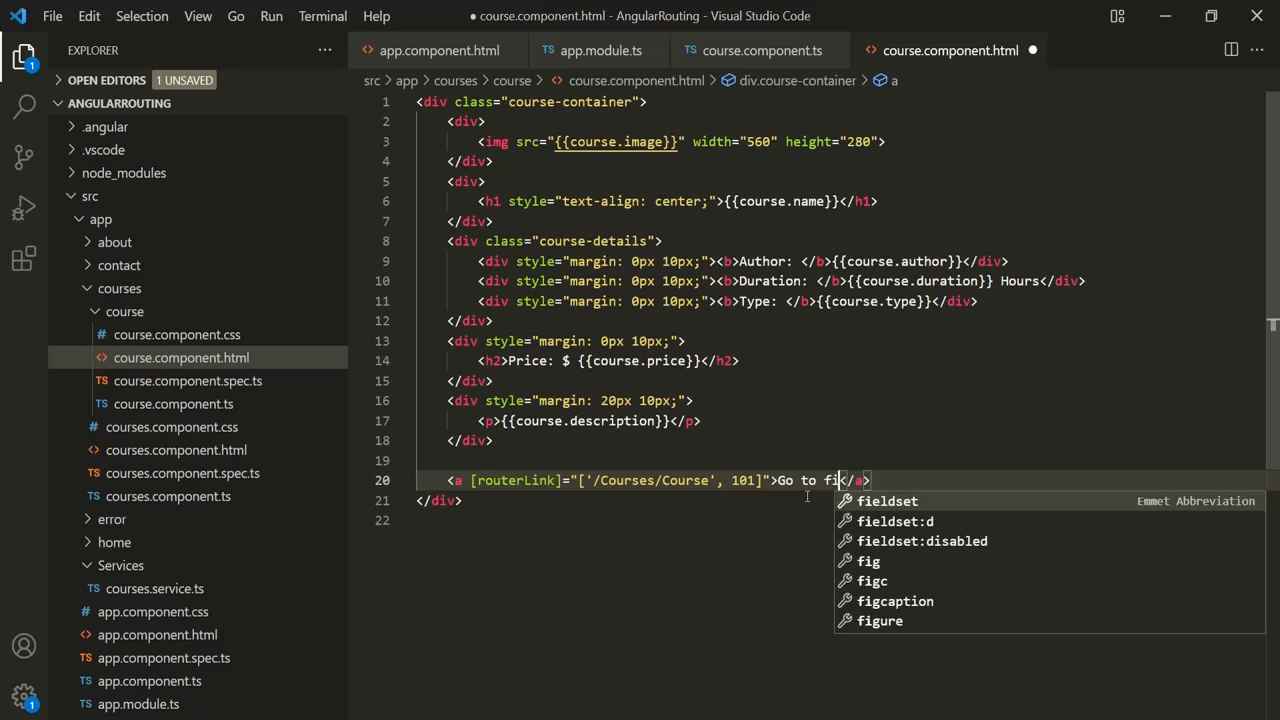 File Edit Selection View Go Run Terminal Help
● course.component.html - AngularRouting - Visual Studio Code
EXPLORER
OPEN EDITORS 1 UNSAVED
ANGULARROUTING
.angular
.vscode
node_modules
src
app
about
contact
courses
course
course.component.css
course.component.html
course.component.spec.ts
course.component.ts
courses.component.css
courses.component.html
courses.component.spec.ts
courses.component.ts
error
home
Services
courses.service.ts
app.component.css
app.component.html
app.component.spec.ts
app.component.ts
app.module.ts
1
1
app.component.html app.module.ts course.component.ts course.component.html
src > app > courses > course > course.component.html > div.course-container > a
1 <div class="course-container">
2 <div>
3 <img src="{{course.image}}" width="560" height="280">
4 </div>
5 <div>
6 <h1 style="text-align: center;">{{course.name}}</h1>
7 </div>
8 <div class="course-details">
9 <div style="margin: 0px 10px;"><b>Author: </b>{{course.author}}</div>
10 <div style="margin: 0px 10px;"><b>Duration: </b>{{course.duration}} Hours</div>
11 <div style="margin: 0px 10px;"><b>Type: </b>{{course.type}}</div>
12 </div>
13 <div style="margin: 0px 10px;">
14 <h2>Price: $ {{course.price}}</h2>
15 </div>
16 <div style="margin: 20px 10px;">
17 <p>{{course.description}}</p>
18 </div>
19
20 <a [routerLink]="['/Courses/Course', 101]">Go to fi</a>
21 </div>
22
fieldset Emmet Abbreviation
fieldset:d
fieldset:disabled
fig
figc
figcaption
figure